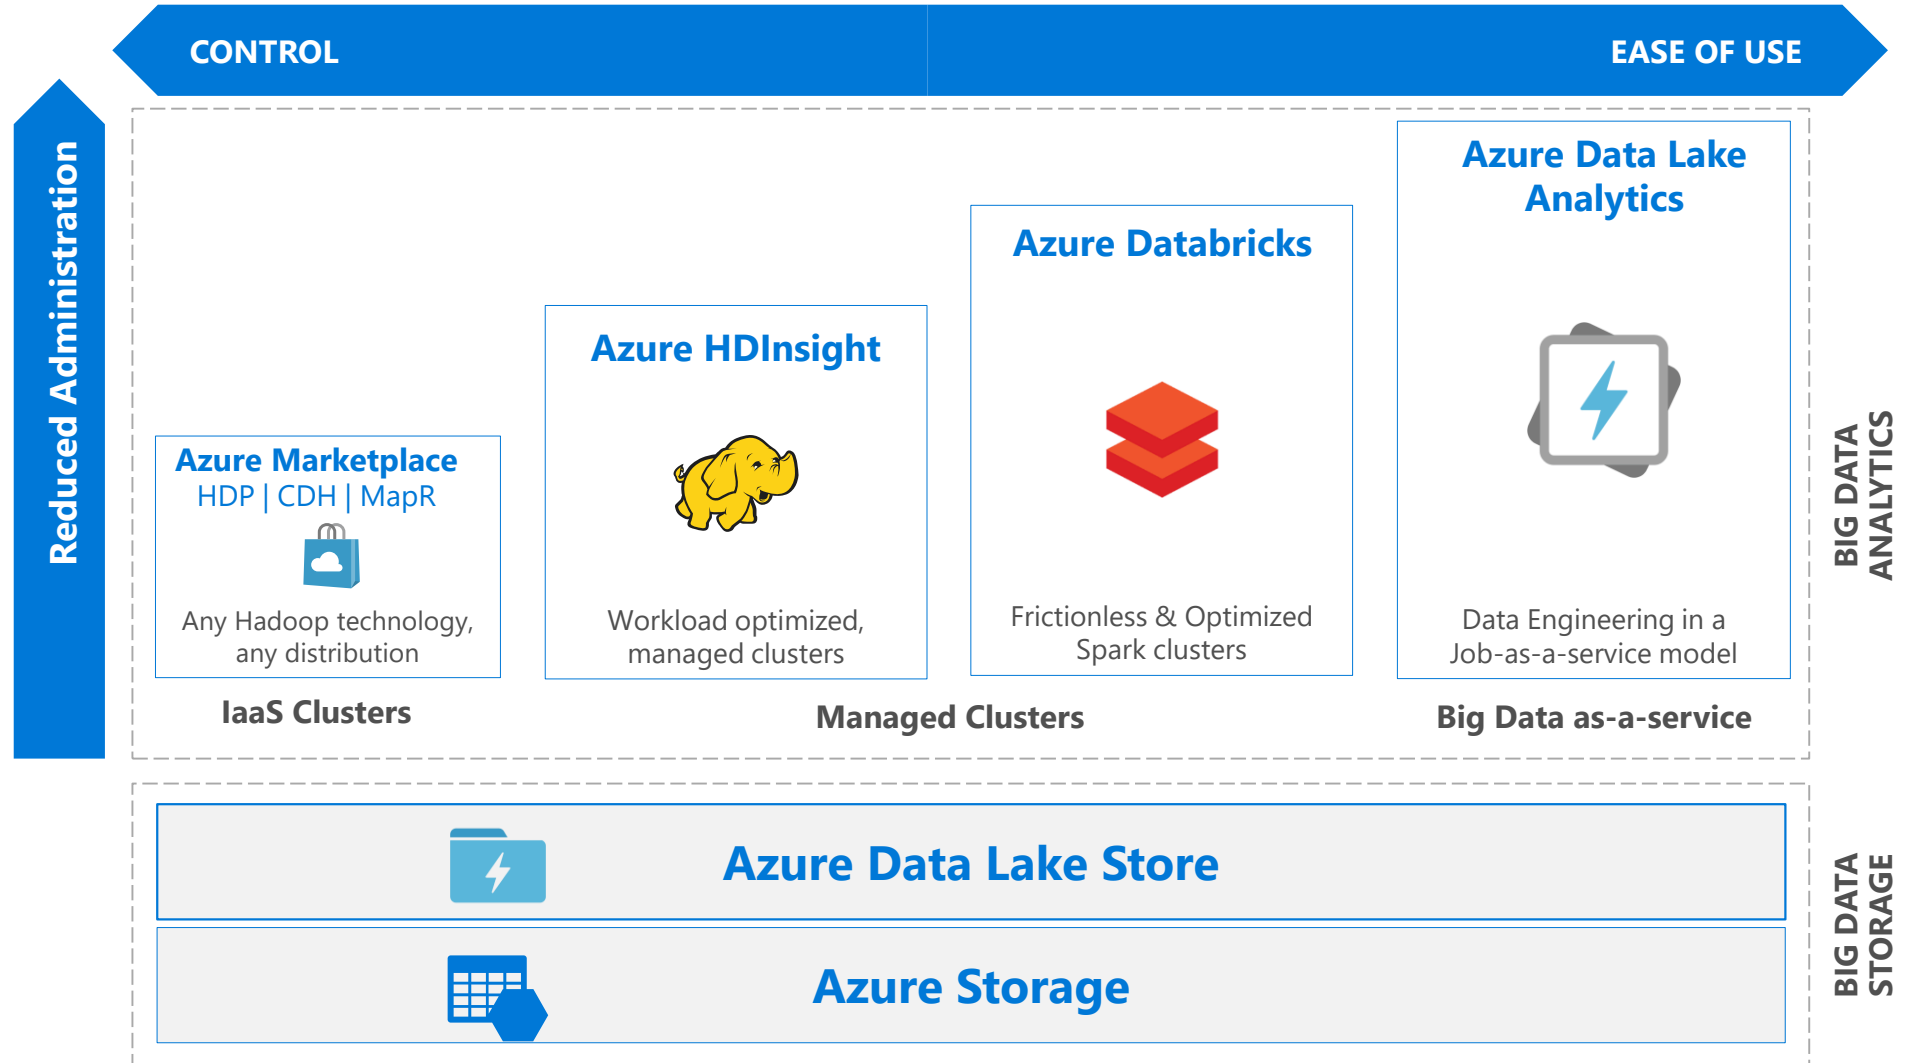 CONTROL
EASE OF USE
Reduced Administration
Azure Marketplace
HDP | CDH | MapR
Any Hadoop technology,
any distribution
IaaS Clusters
Azure HDInsight
Workload optimized,
managed clusters
Azure Databricks
Frictionless & Optimized
Spark clusters
Managed Clusters
Azure Data Lake
Analytics
Data Engineering in a
Job-as-a-service model
Big Data as-a-service
BIG DATA
ANALYTICS
Azure Data Lake Store
Azure Storage
BIG DATA
STORAGE